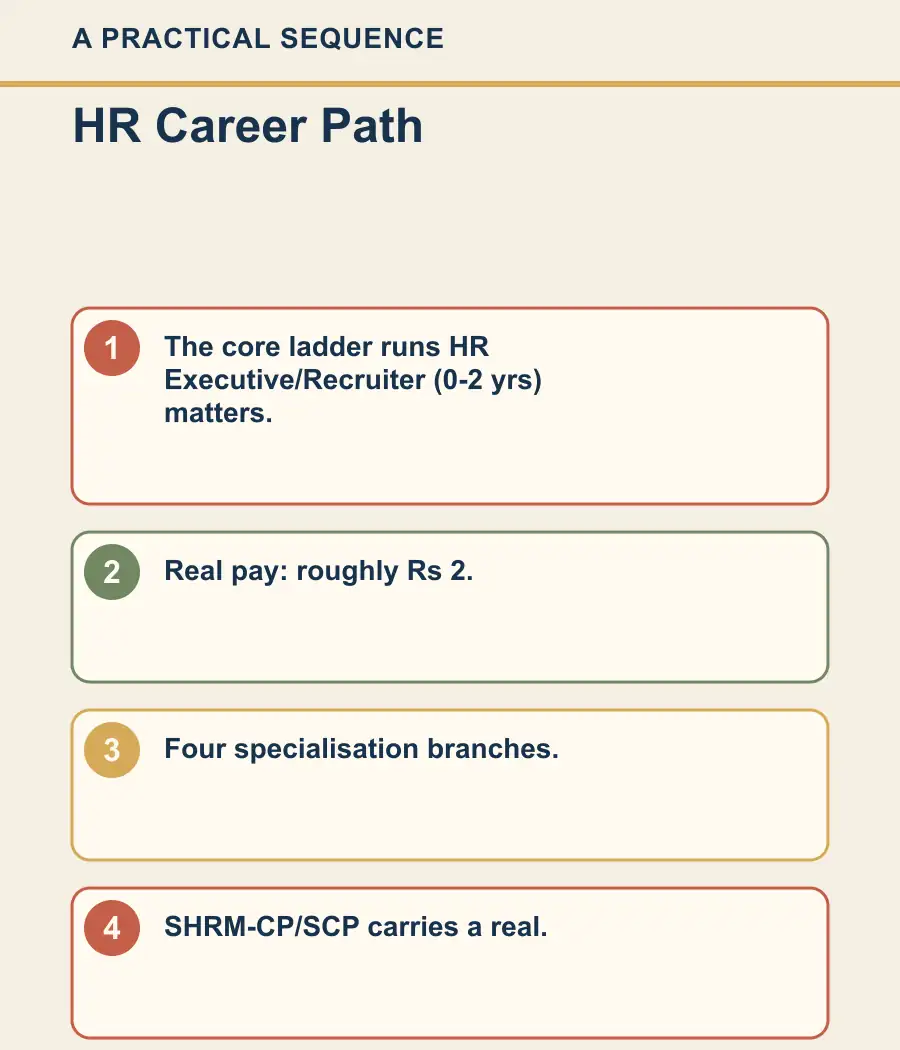 A PRACTICAL SEQUENCE
HR Career Path
1
The core ladder runs HR
Executive/Recruiter (0-2 yrs)
matters.
2
Real pay: roughly Rs 2.
3
Four specialisation branches.
4
SHRM-CP/SCP carries a real.